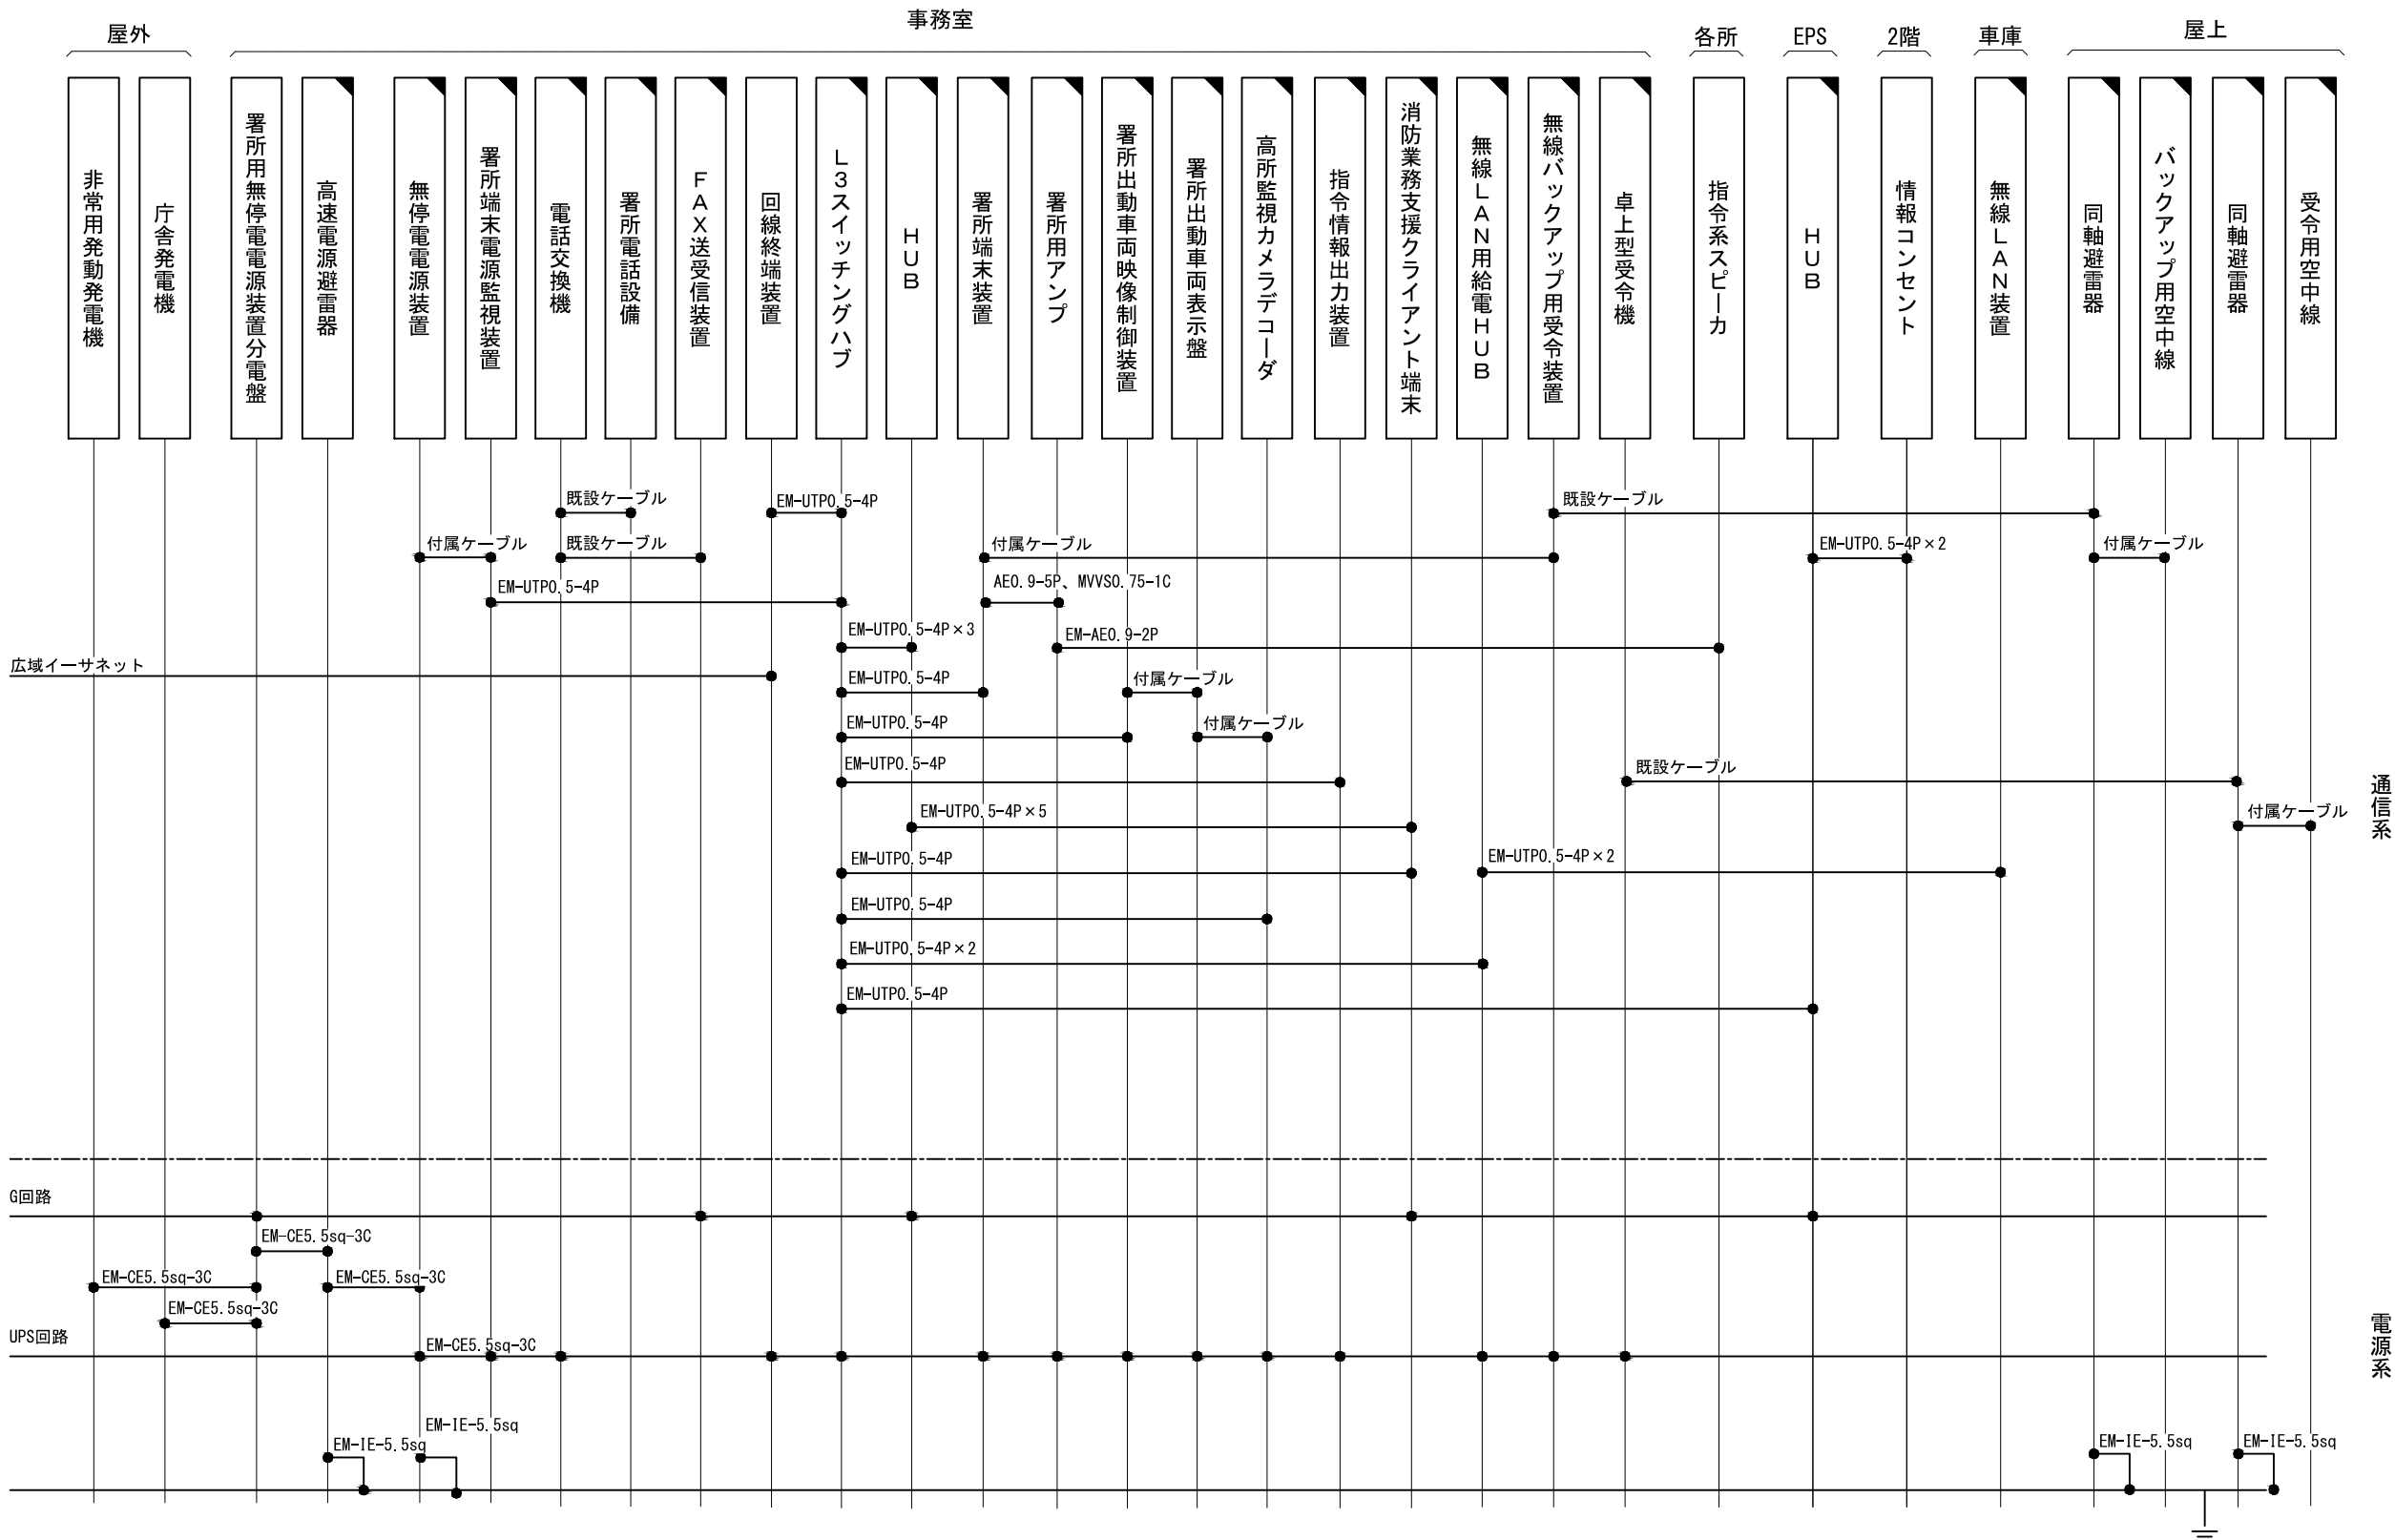 屋外
事務室
各所
EPS
2階
車庫
屋上
非常用発動発電機
庁舎発電機
署所用無停電電源装置分電盤
高速電源避雷器
無停電電源装置
署所端末電源監視装置
電話交換機
署所電話設備
FAX送受信装置
回線終端装置
L3スイッチングハブ
HUB
署所端末装置
署所用アンプ
署所出動車両映像制御装置
署所出動車両表示盤
高所監視カメラデコーダ
指令情報出力装置
消防業務支援クライアント端末
無線LAN用給電HUB
無線バックアップ用受令装置
卓上型受令機
指令系スピーカ
HUB
情報コンセント
無線LAN装置
同軸避雷器
バックアップ用空中線
同軸避雷器
受令用空中線
既設ケーブル
EM-UTP0.5-4P
既設ケーブル
付属ケーブル
既設ケーブル
付属ケーブル
EM-UTP0.5-4P×2
付属ケーブル
EM-UTP0.5-4P
AE0.9-5P、MVVS0.75-1C
EM-UTP0.5-4P×3
EM-AE0.9-2P
広域イーサネット
EM-UTP0.5-4P
付属ケーブル
EM-UTP0.5-4P
付属ケーブル
EM-UTP0.5-4P
既設ケーブル
通信系
EM-UTP0.5-4P×5
付属ケーブル
EM-UTP0.5-4P
EM-UTP0.5-4P×2
EM-UTP0.5-4P
EM-UTP0.5-4P×2
EM-UTP0.5-4P
G回路
EM-CE5.5sq-3C
EM-CE5.5sq-3C
EM-CE5.5sq-3C
EM-CE5.5sq-3C
UPS回路
EM-CE5.5sq-3C
電源系
EM-IE-5.5sq
EM-IE-5.5sq
EM-IE-5.5sq
EM-IE-5.5sq